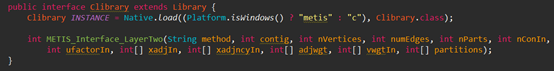 public interface Clibrary extends Library {
Clibrary INSTANCE = Native.load((Platform.isWindows() ? "metis" : "c"), Clibrary.class);
int METIS_Interface_LayerTwo(String method, int contig, int nVertices, int numEdges, int nParts, int nConIn,
int ufactorIn, int[] xadjIn, int[] xadjncyIn, int[] adjwgt, int[] vwgtIn, int[] partitions);
}